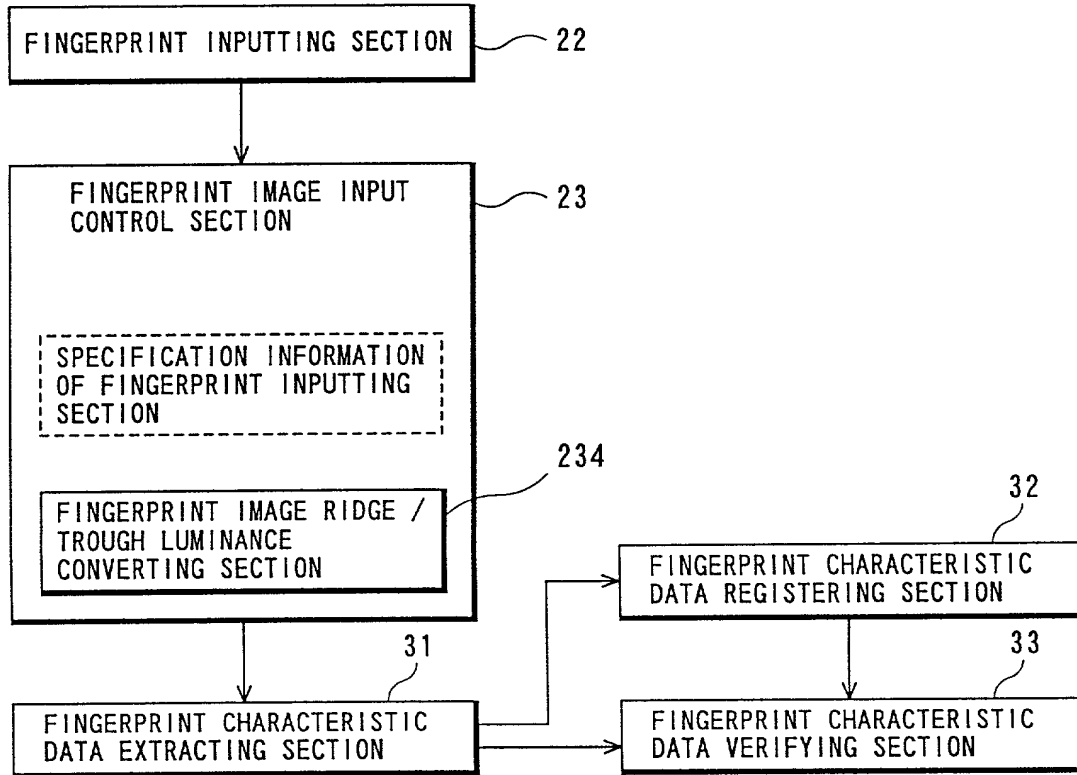 FINGERPRINT INPUTTING SECTION
22
FINGERPRINT IMAGE INPUT
CONTROL SECTION
23
SPECIFICATION INFORMATION
OF FINGERPRINT INPUTTING
SECTION
234
FINGERPRINT IMAGE RIDGE /
TROUGH LUMINANCE
CONVERTING SECTION
32
FINGERPRINT CHARACTERISTIC
DATA REGISTERING SECTION
31
FINGERPRINT CHARACTERISTIC
DATA EXTRACTING SECTION
33
FINGERPRINT CHARACTERISTIC
DATA VERIFYING SECTION